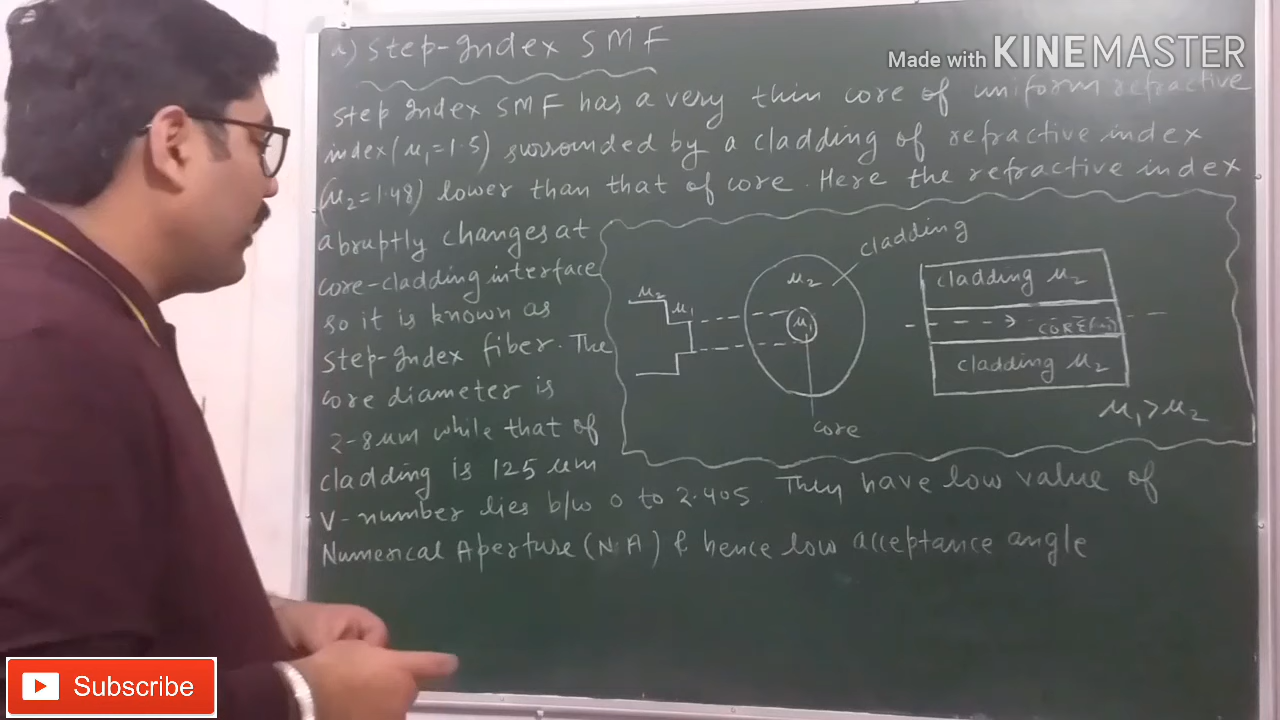 Made with KINEMASTER
a) Step-Index SMF
Step Index SMF has a very thin core of uniform refractive
index (μ₁=1.5) surrounded by a cladding of refractive index
(μ₂=1.48) lower than that of core. Here the refractive index
abruptly changes at
core-cladding interface
so it is known as
Step-Index fiber. The
core diameter is
2-8 μm while that of
cladding is 125 μm
V-number lies b/w 0 to 2.405. They have low value of
Numerical Aperture (N.A) & hence low acceptance angle
μ₂
μ₁
μ₂
μ₁
cladding
core
cladding μ₂
CORE(μ₁)
cladding μ₂
μ₁>μ₂
Subscribe